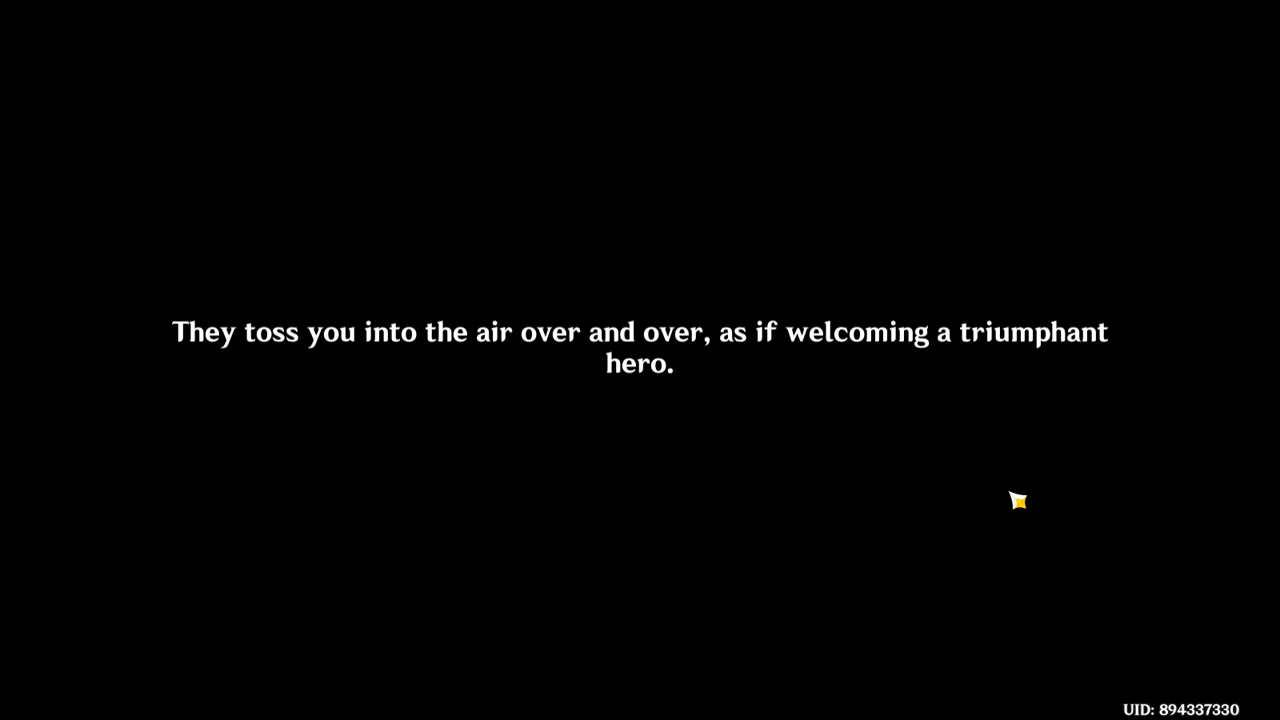 They toss you into the air over and over, as if welcoming a triumphant
hero.
UID: 894337330